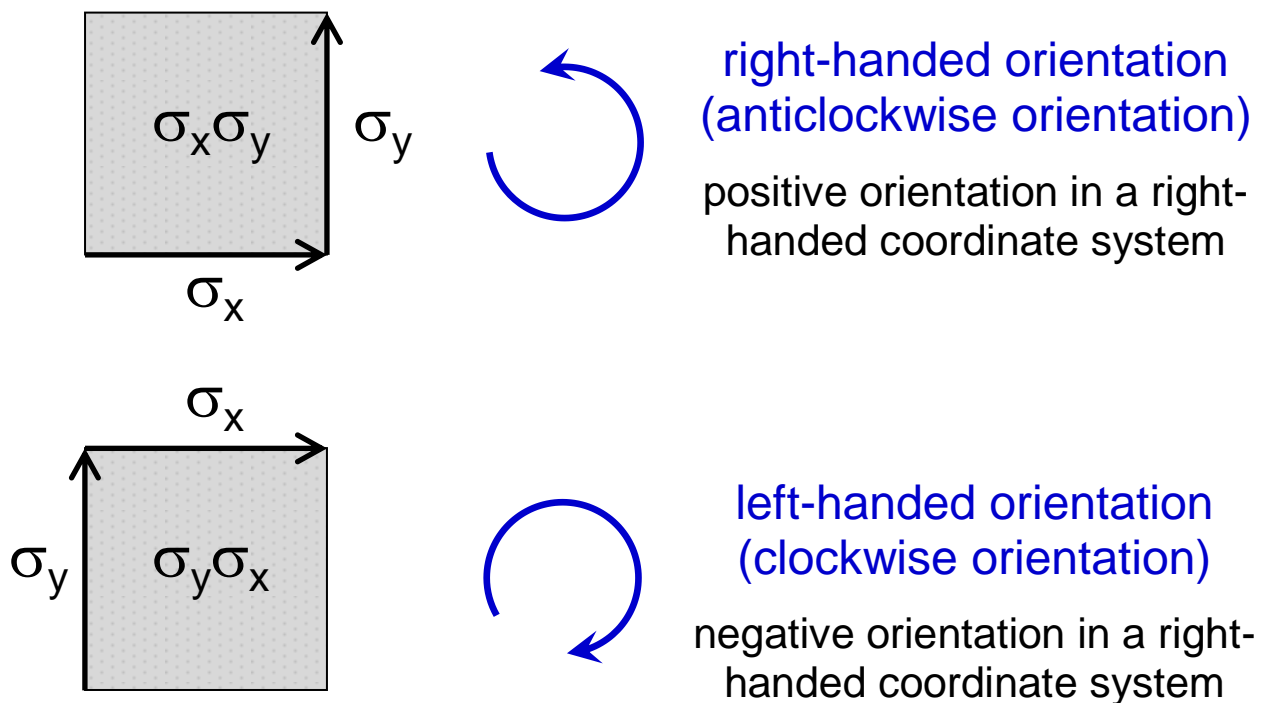 σxσy
σy
σx
right-handed orientation
(anticlockwise orientation)
positive orientation in a right-
handed coordinate system
σx
σy
σyσx
left-handed orientation
(clockwise orientation)
negative orientation in a right-
handed coordinate system